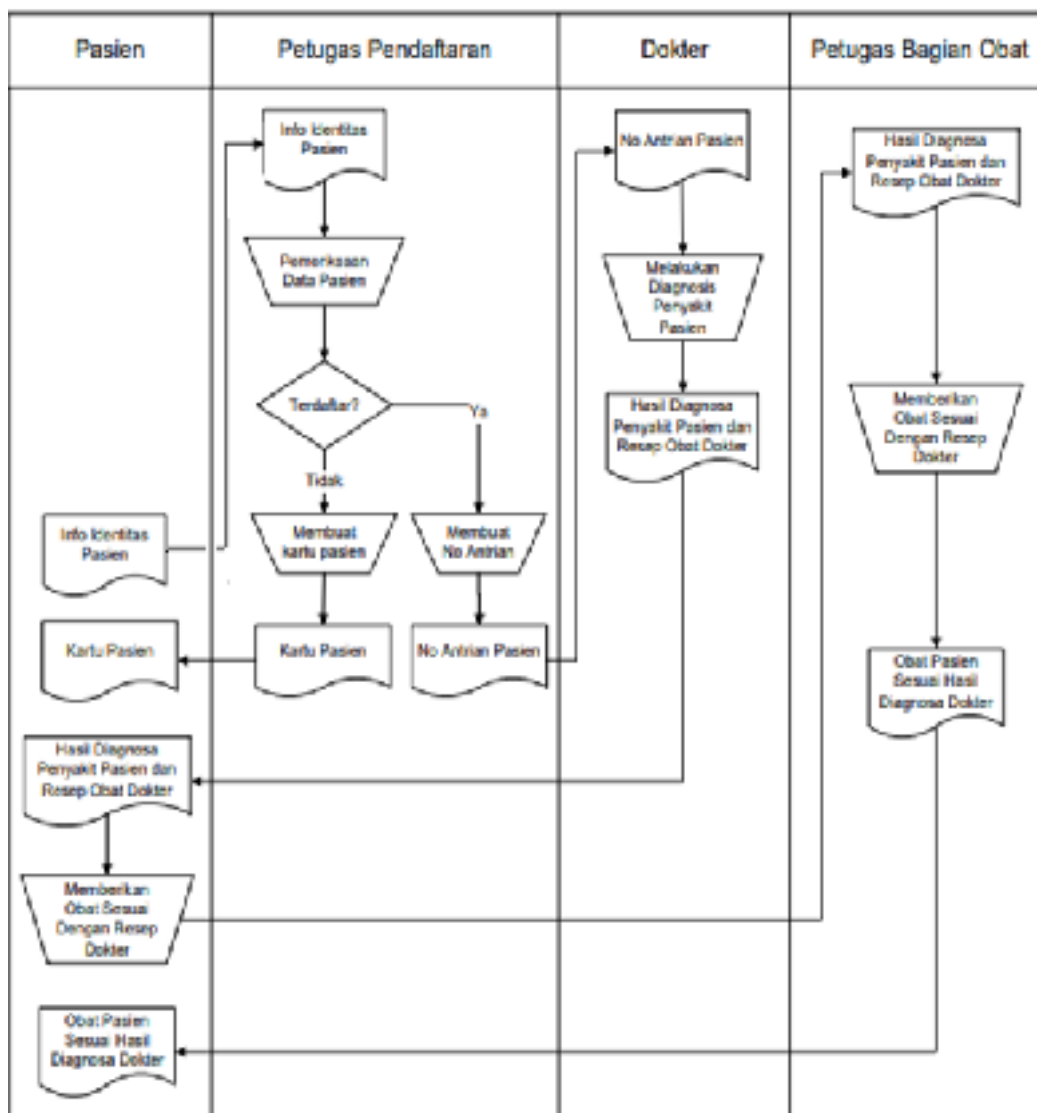 Pasien
Petugas Pendaftaran
Dokter
Petugas Bagian Obat
Info Identitas
Pasien
Pemeriksaan
Data Pasien
Terdaftar?
Ya
Tidak
Membuat
kartu pasien
Membuat
No Antrian
Kartu Pasien
No Antrian Pasien
Info Identitas
Pasien
Kartu Pasien
Hasil Diagnosa
Penyakit Pasien dan
Resep Obat Dokter
Memberikan
Obat Sesuai
Dengan Resep
Dokter
Obat Pasien
Sesuai Hasil
Diagnosa Dokter
No Antrian Pasien
Melakukan
Diagnosis
Penyakit
Pasien
Hasil Diagnosa
Penyakit Pasien dan
Resep Obat Dokter
Hasil Diagnosa
Penyakit Pasien dan
Resep Obat Dokter
Memberikan
Obat Sesuai
Dengan Resep
Dokter
Obat Pasien
Sesuai Hasil
Diagnosa Dokter